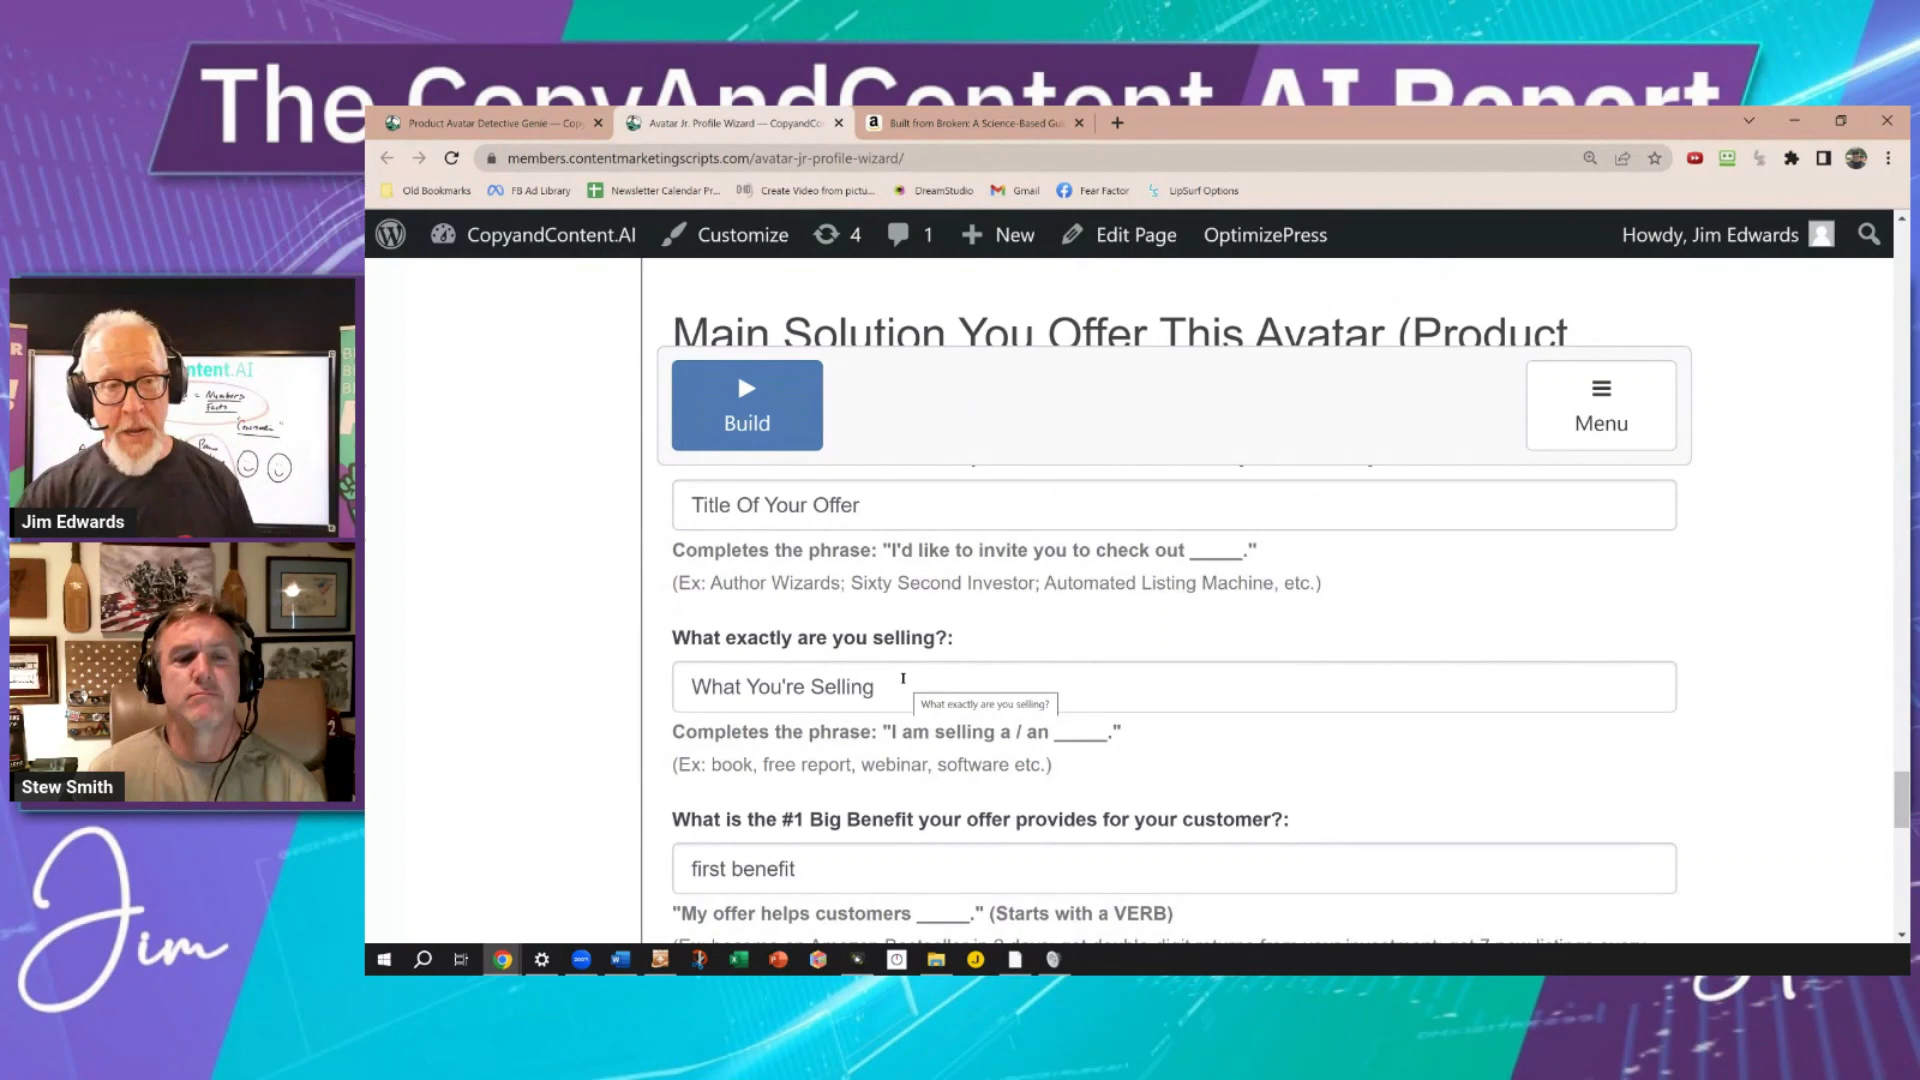 The CopyAndContent.AI Report
Product Avatar Detective Genie — Cop
Avatar Jr. Profile Wizard — CopyandCo
Built from Broken: A Science-Based Gu
members.contentmarketingscripts.com/avatar-jr-profile-wizard/
Old Bookmarks
FB Ad Library
Newsletter Calendar Pr...
Create Video from pictu...
DreamStudio
Gmail
Fear Factor
LipSurf Options
CopyandContent.AI
Customize
4
1
New
Edit Page
OptimizePress
Howdy, Jim Edwards
Main Solution You Offer This Avatar (Product
Build
Menu
Title Of Your Offer
Completes the phrase: "I'd like to invite you to check out _____."
(Ex: Author Wizards; Sixty Second Investor; Automated Listing Machine, etc.)
What exactly are you selling?:
What You're Selling
What exactly are you selling?
Completes the phrase: "I am selling a / an _____."
(Ex: book, free report, webinar, software etc.)
What is the #1 Big Benefit your offer provides for your customer?:
first benefit
"My offer helps customers _____." (Starts with a VERB)
ntent.AI
= Numbers
Facts
Jim Edwards
Stew Smith
Jim